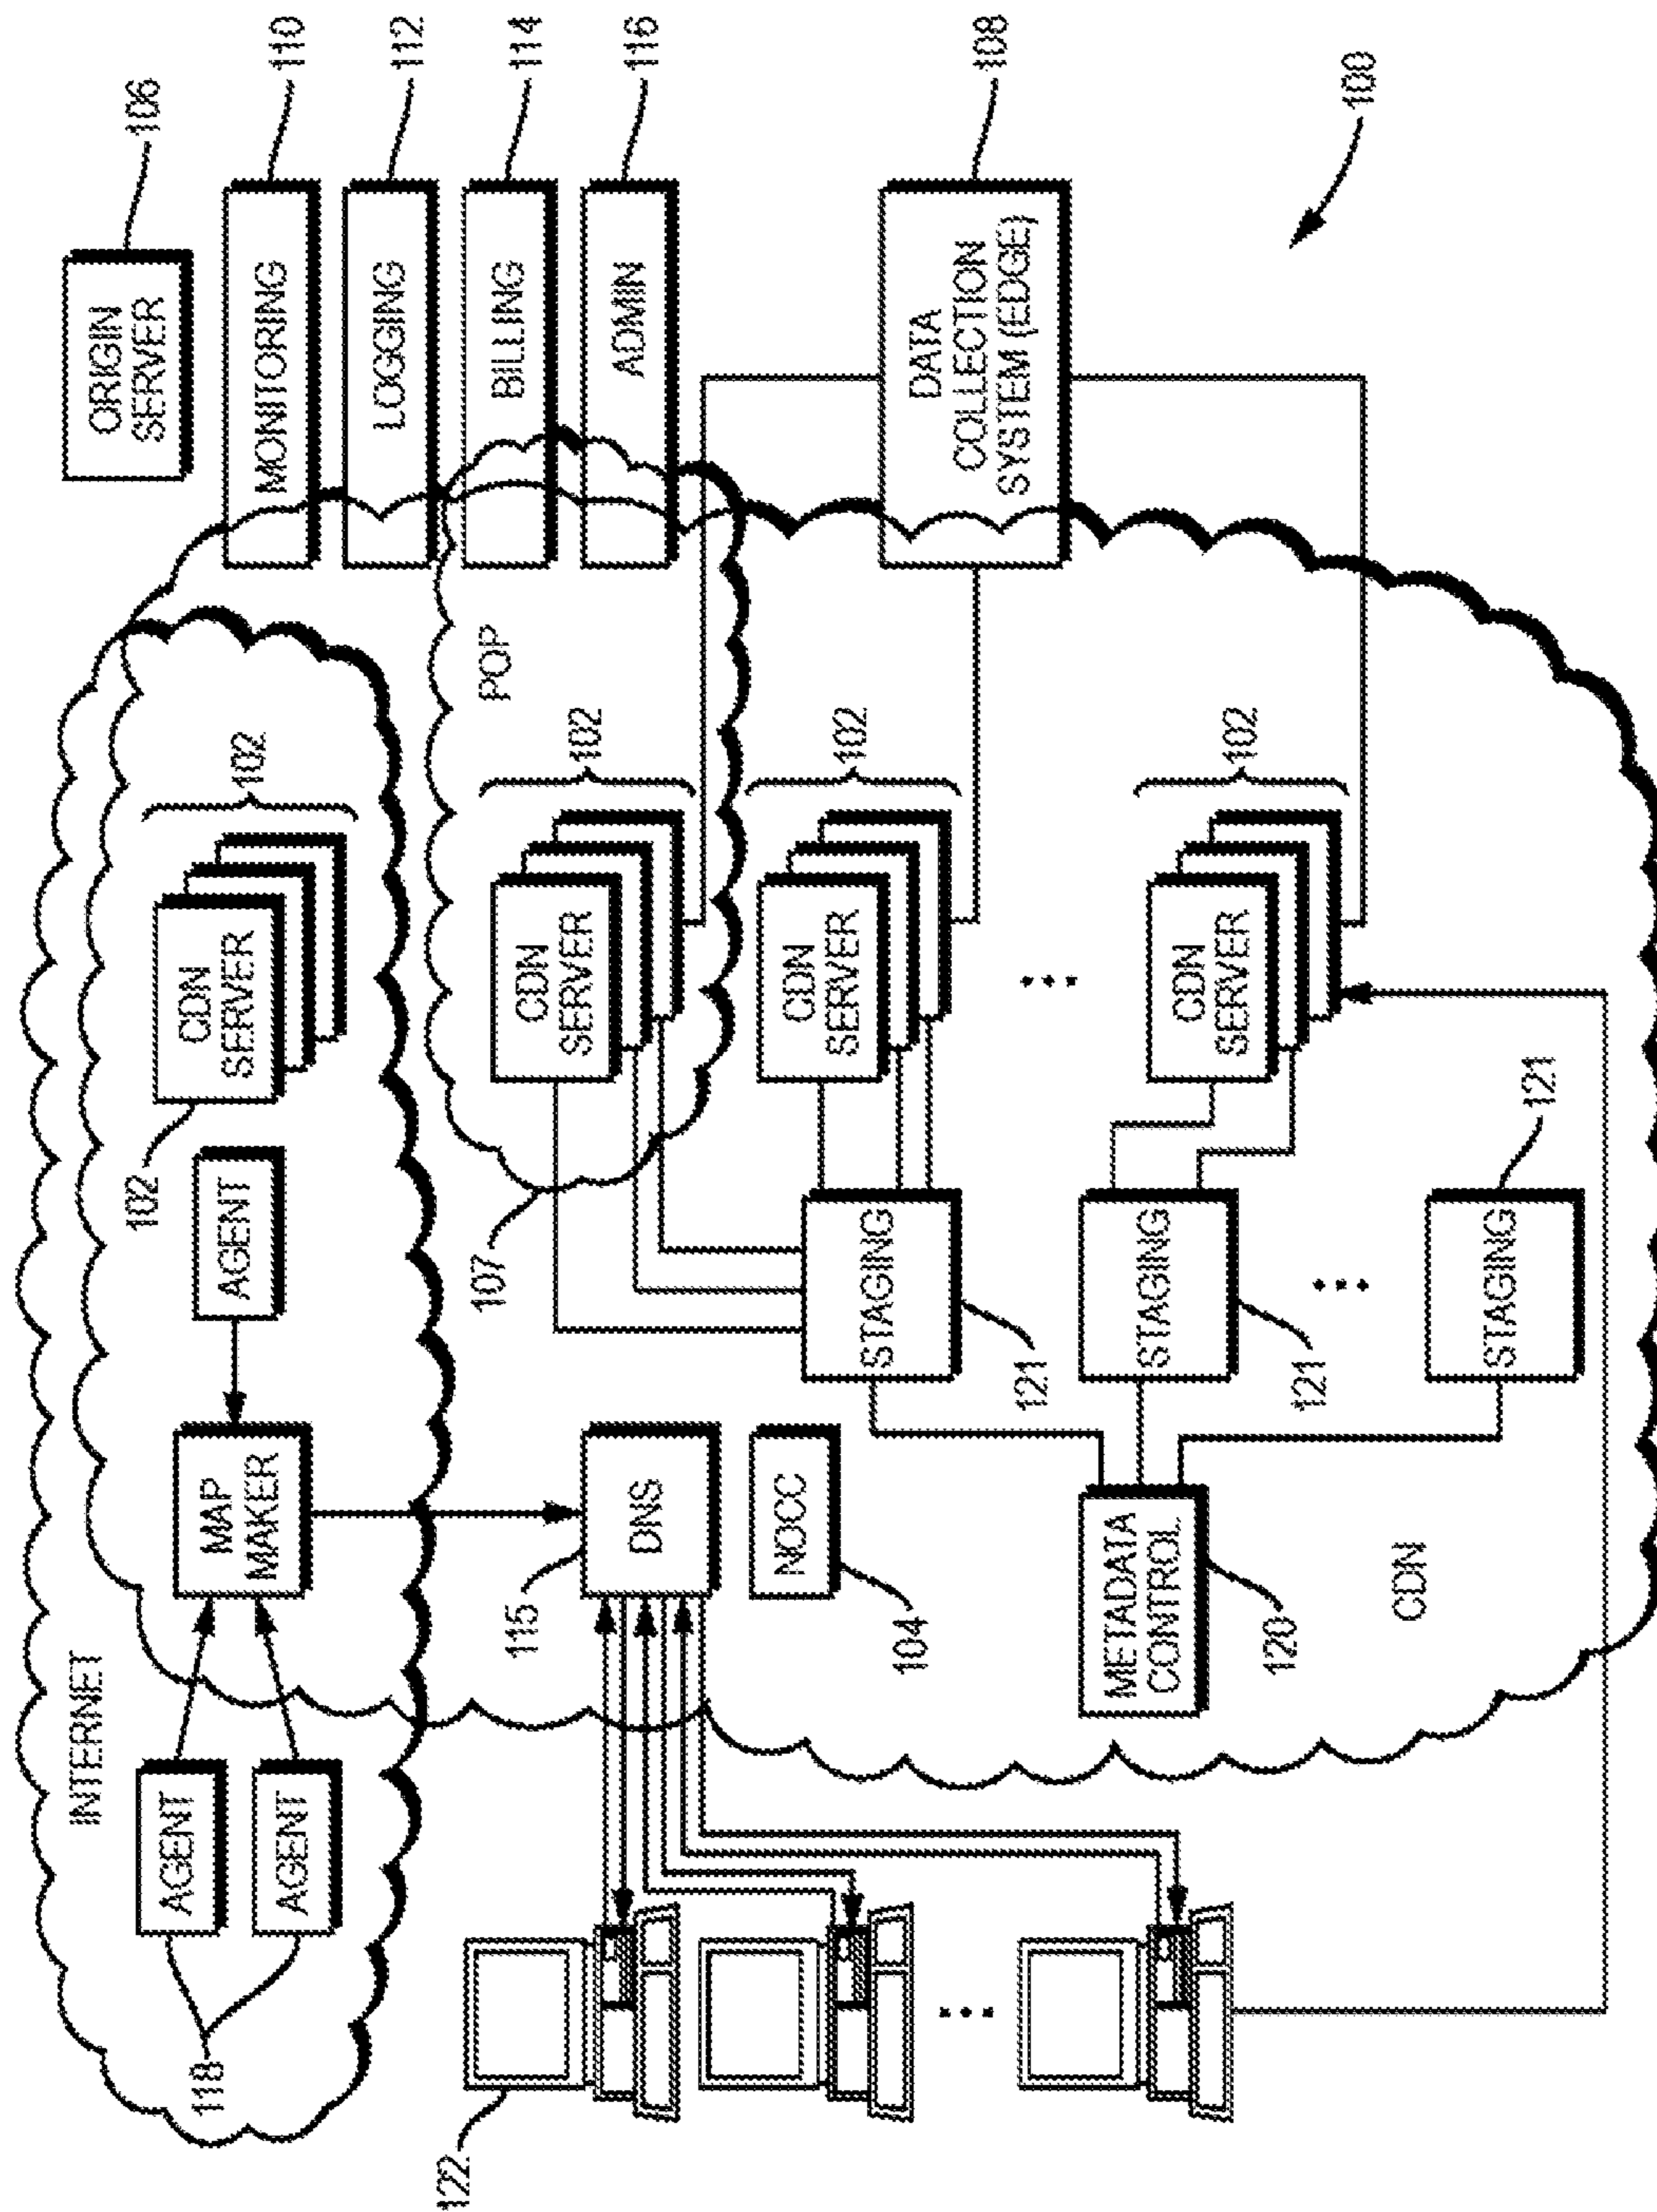 118
AGENT
AGENT
INTERNET
MAP
MAKER
AGENT
102
CDN
SERVER
102
ORIGIN
SERVER
106
MONITORING
110
LOGGING
112
BILLING
114
ADMIN
116
122
115
DNS
107
CDN
SERVER
102
POP
NOCC
104
STAGING
121
CDN
SERVER
102
DATA
COLLECTION
SYSTEM (EDGE)
108
METADATA
CONTROL
120
STAGING
121
CDN
SERVER
102
CDN
STAGING
121
100